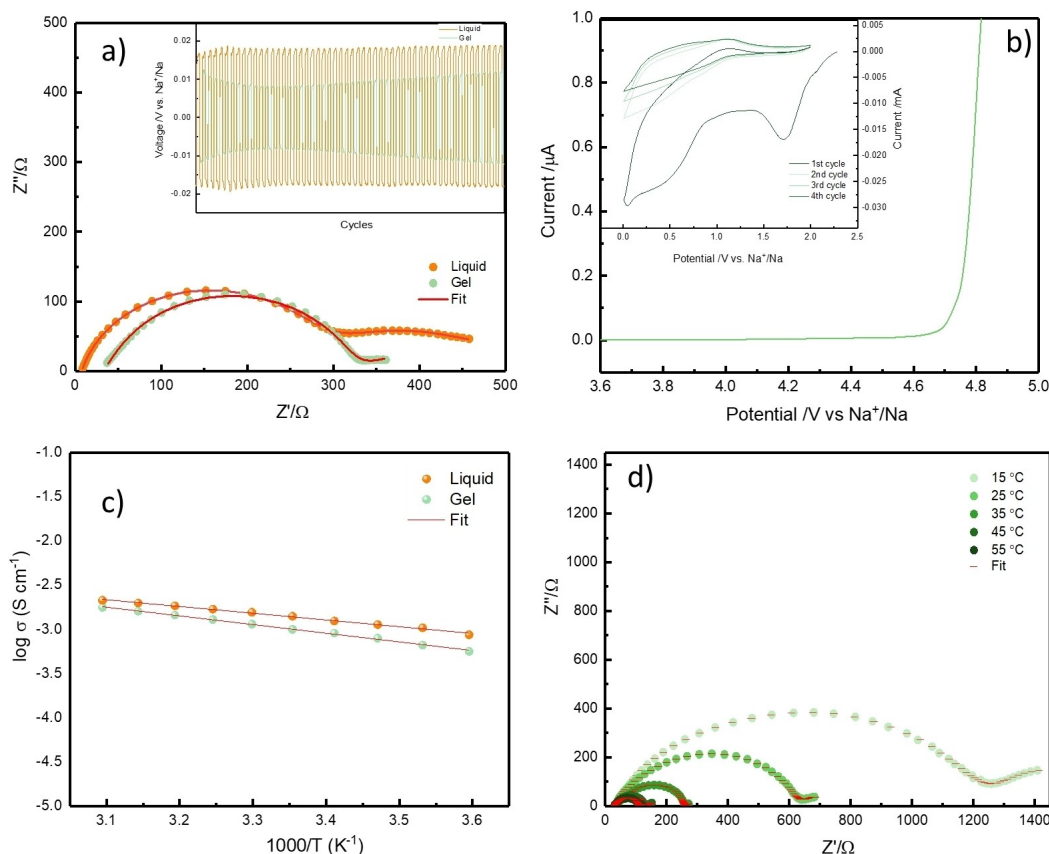 a)
500
400
300
200
100
0
Z''/Ω
0 100 200 300 400 500
Z'/Ω
Liquid
Gel
Fit
Liquid
Gel
0.02
0.01
0.00
-0.01
-0.02
Voltage /V vs. Na⁺/Na
Cycles
b)
1.0
0.8
0.6
0.4
0.2
0.0
Current /µA
3.6 3.8 4.0 4.2 4.4 4.6 4.8 5.0
Potential /V vs Na⁺/Na
0.005
0.000
-0.005
-0.010
-0.015
-0.020
-0.025
-0.030
Current /mA
1st cycle
2nd cycle
3rd cycle
4th cycle
0.0 0.5 1.0 1.5 2.0 2.5
Potential /V vs. Na⁺/Na
c)
-1.0
-1.5
-2.0
-2.5
-3.0
-3.5
-4.0
-4.5
-5.0
log σ (S cm⁻¹)
Liquid
Gel
Fit
3.1 3.2 3.3 3.4 3.5 3.6
1000/T (K⁻¹)
d)
1400
1200
1000
800
600
400
200
0
Z''/Ω
15 °C
25 °C
35 °C
45 °C
55 °C
Fit
0 200 400 600 800 1000 1200 1400
Z'/Ω